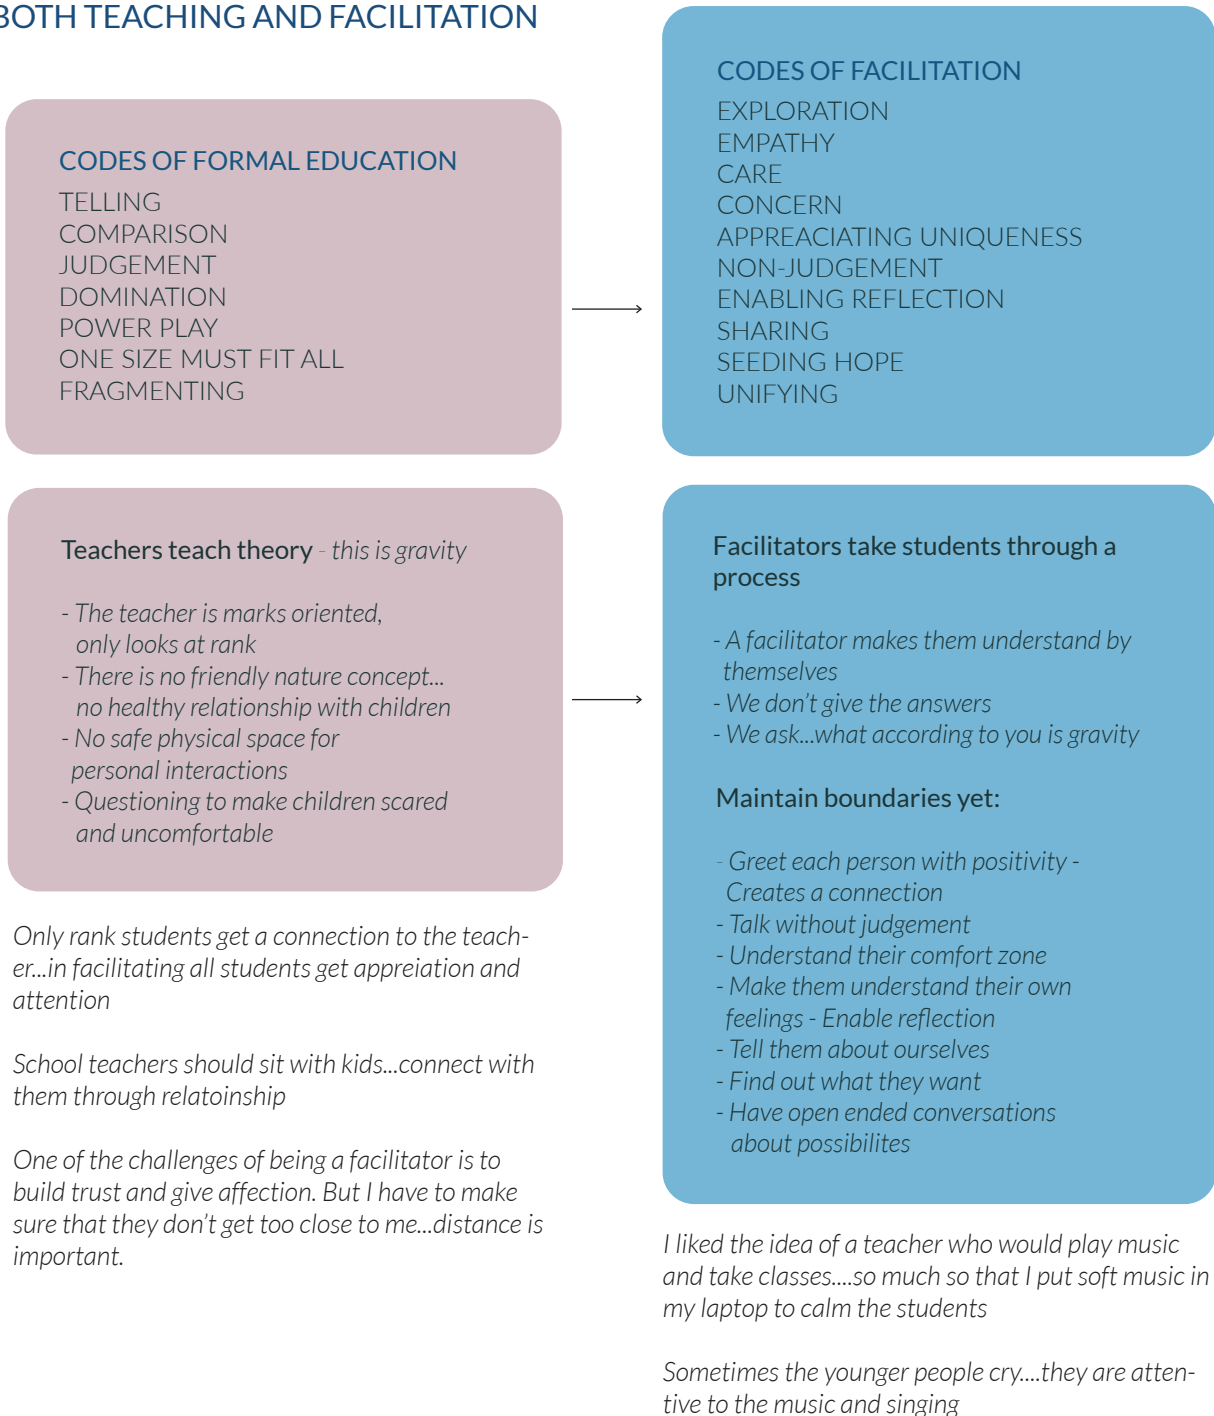 BOTH TEACHING AND FACILITATION
CODES OF FORMAL EDUCATION
TELLING
COMPARISON
JUDGEMENT
DOMINATION
POWER PLAY
ONE SIZE MUST FIT ALL
FRAGMENTING
CODES OF FACILITATION
EXPLORATION
EMPATHY
CARE
CONCERN
APPREACIATING UNIQUENESS
NON-JUDGEMENT
ENABLING REFLECTION
SHARING
SEEDING HOPE
UNIFYING
Teachers teach theory - this is gravity
- The teacher is marks oriented,
only looks at rank
- There is no friendly nature concept...
no healthy relationship with children
- No safe physical space for
personal interactions
- Questioning to make children scared
and uncomfortable
Only rank students get a connection to the teach-
er...in facilitating all students get appreiation and
attention
School teachers should sit with kids...connect with
them through relatoinship
One of the challenges of being a facilitator is to
build trust and give affection. But I have to make
sure that they don't get too close to me...distance is
important.
Facilitators take students through a
process
- A facilitator makes them understand by
themselves
- We don't give the answers
- We ask...what according to you is gravity
Maintain boundaries yet:
- Greet each person with positivity -
Creates a connection
- Talk without judgement
- Understand their comfort zone
- Make them understand their own
feelings - Enable reflection
- Tell them about ourselves
- Find out what they want
- Have open ended conversations
about possibilites
I liked the idea of a teacher who would play music
and take classes....so much so that I put soft music in
my laptop to calm the students
Sometimes the younger people cry....they are atten-
tive to the music and singing